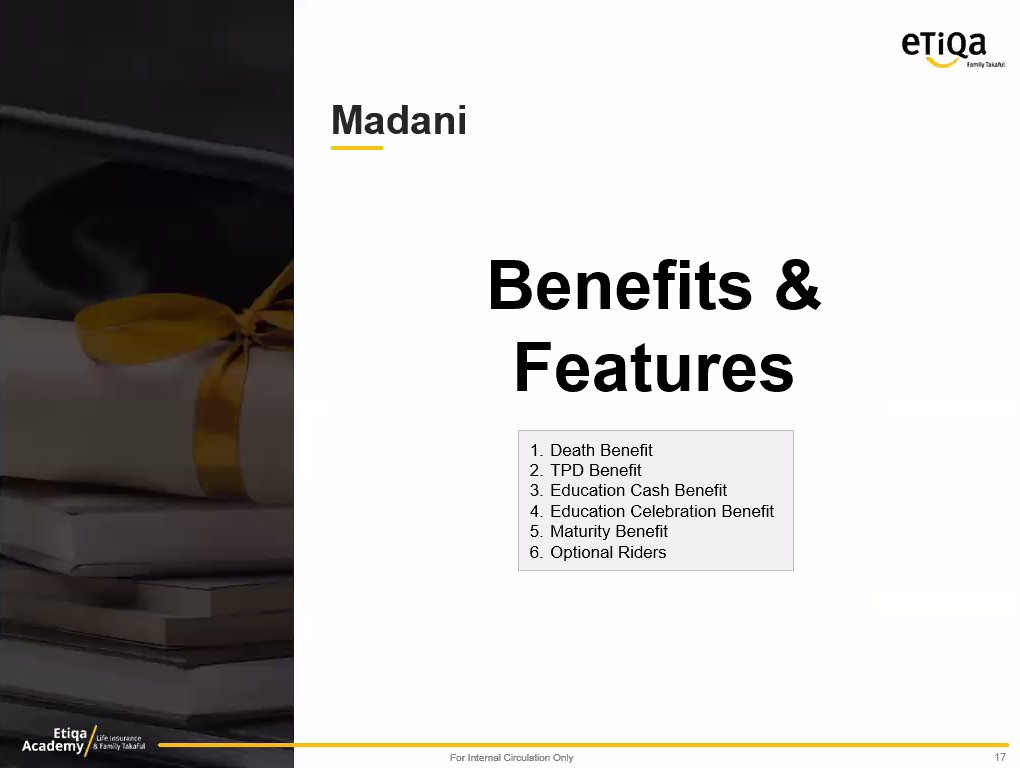 eTiQa
Family Takaful
Madani
Benefits &
Features
1. Death Benefit
2. TPD Benefit
3. Education Cash Benefit
4. Education Celebration Benefit
5. Maturity Benefit
6. Optional Riders
Etiqa
Academy
Life Insurance
& Family Takaful
For Internal Circulation Only
17